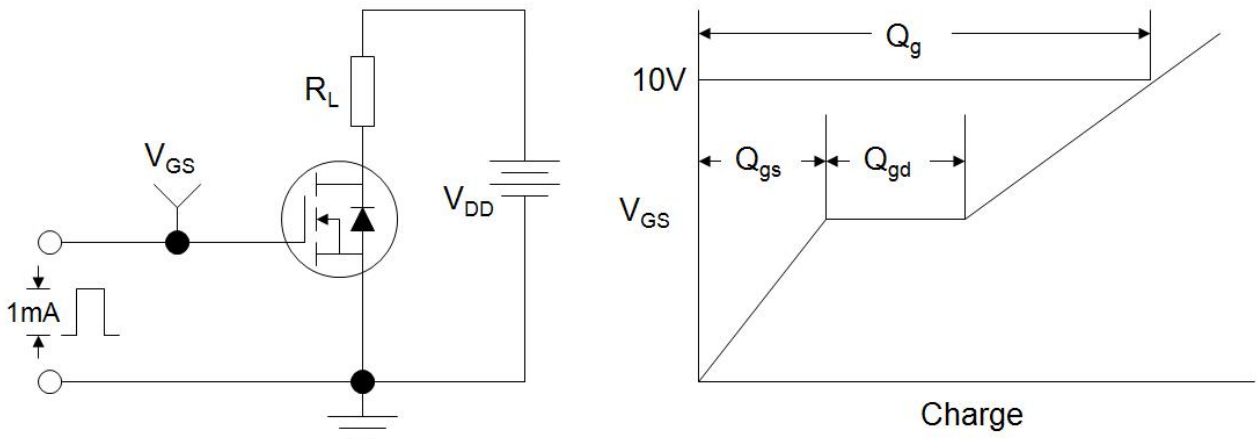 R_L
V_GS
V_DD
1mA
Q_g
10V
Q_gs
Q_gd
V_GS
Charge